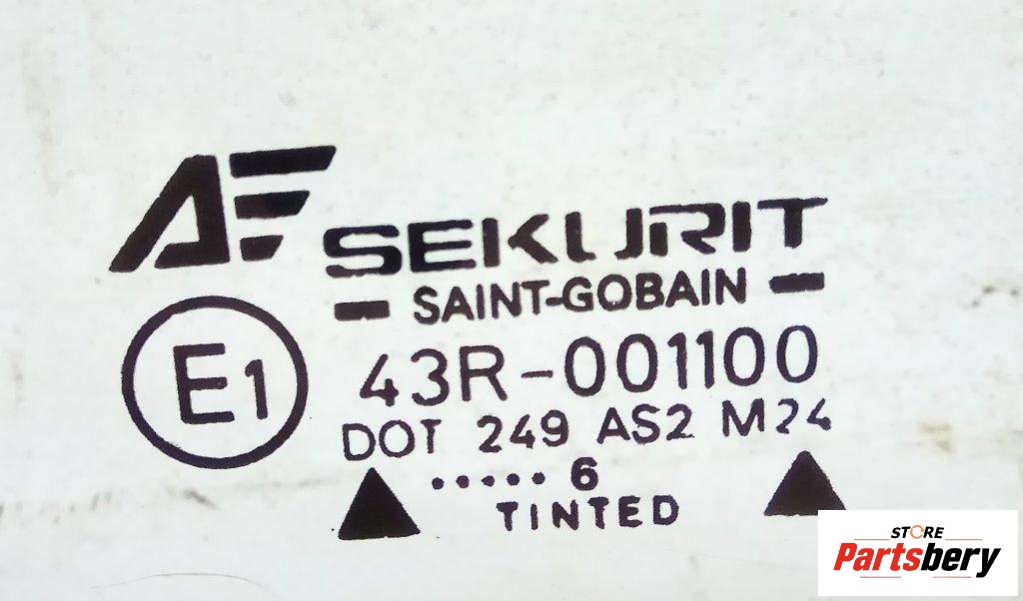 AF
SEKURIT
SAINT-GOBAIN
E1
43R-001100
DOT 249 AS2 M24
.....6
TINTED
STORE
Partsbery